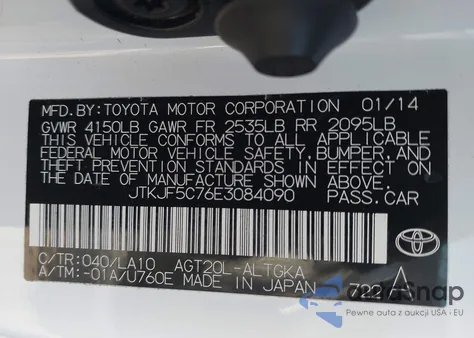 MFD.BY:TOYOTA MOTOR CORPORATION 01/14
GVWR 4150LB GAWR FR 2535LB RR 2095LB
THIS VEHICLE CONFORMS TO ALL APPLICABLE
FEDERAL MOTOR VEHICLE SAFETY, BUMPER, AND
THEFT PREVENTION STANDARDS IN EFFECT ON
THE DATE OF MANUFACTURE SHOWN ABOVE.
JTKJF5C76E3084090 PASS.CAR
C/TR:040/LA10 AGT20L-ALTGKA
A/TM:-01A/U760E MADE IN JAPAN 722
Pewne auta z aukcji USA i EU